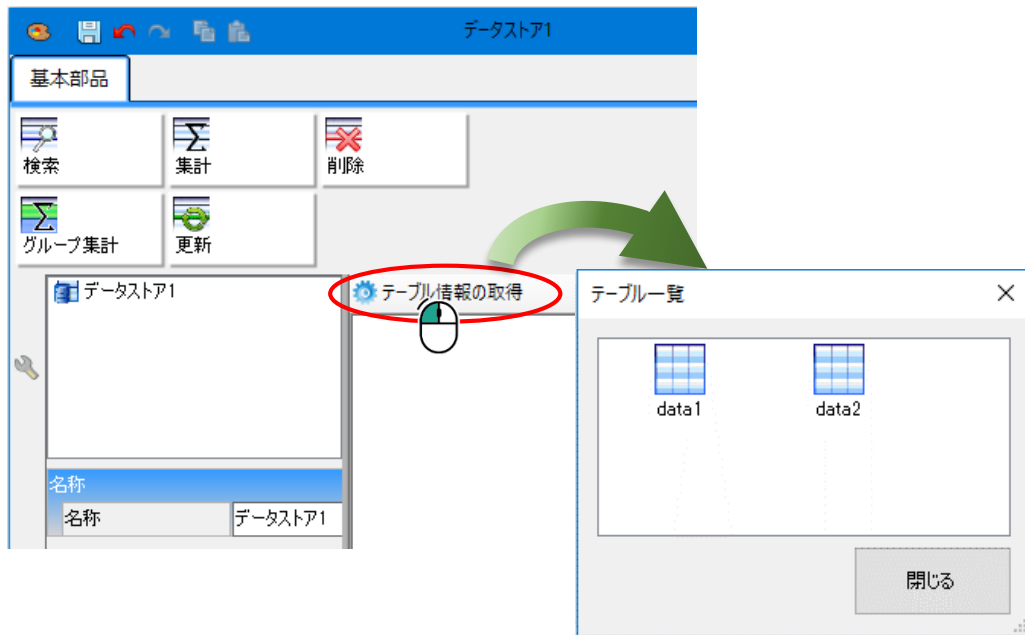 データストア1
基本部品
検索
集計
削除
グループ集計
更新
データストア1
テーブル情報の取得
名称
名称
データストア1
テーブル一覧
data1
data2
閉じる